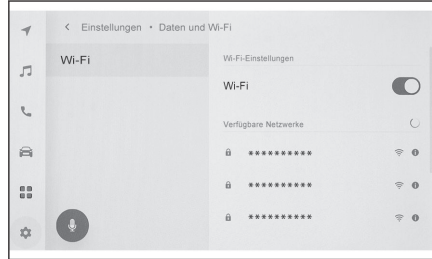 < Einstellungen • Daten und Wi-Fi
Wi-Fi
Wi-Fi-Einstellungen
Wi-Fi
Verfügbare Netzwerke
**********
**********
**********